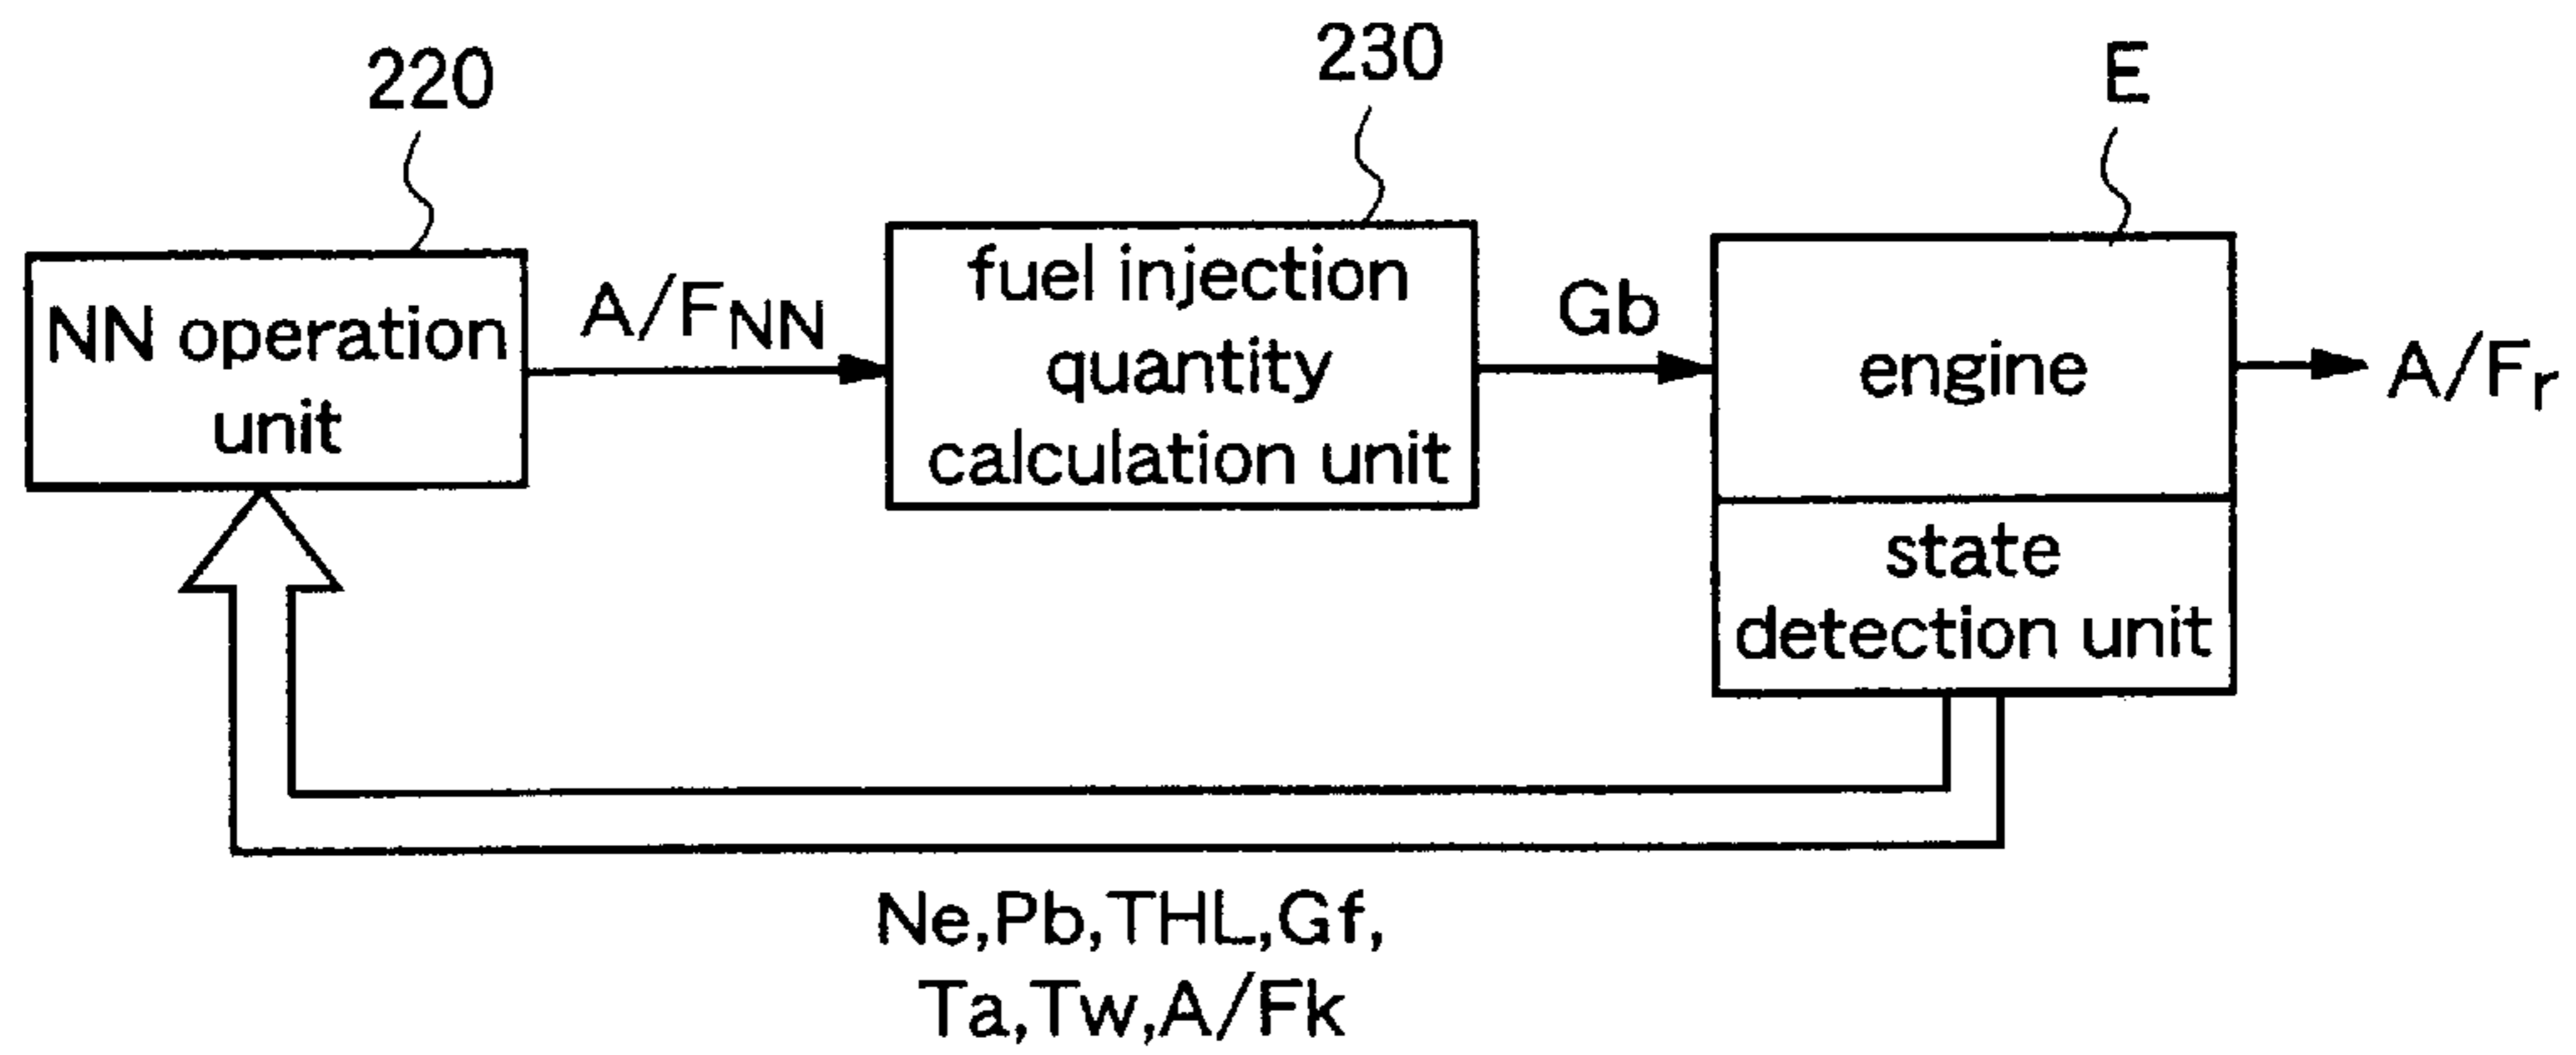 220
230
E
NN operation
unit
A/FNN
fuel injection
quantity
calculation unit
Gb
engine
A/Fr
state
detection unit
Ne,Pb,THL,Gf,
Ta,Tw,A/Fk